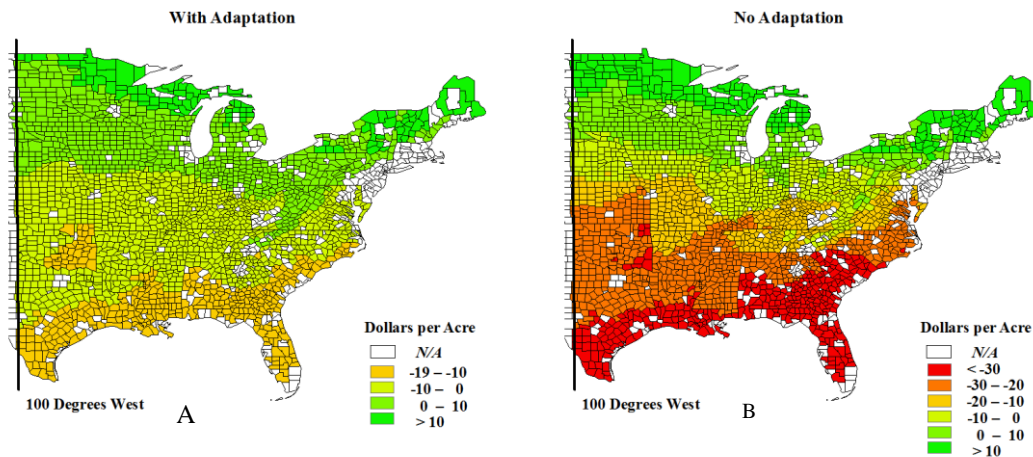 With Adaptation
Dollars per Acre
N/A
-19 – -10
-10 – 0
0 – 10
> 10
100 Degrees West
A
No Adaptation
Dollars per Acre
N/A
< -30
-30 – -20
-20 – -10
-10 – 0
0 – 10
> 10
100 Degrees West
B